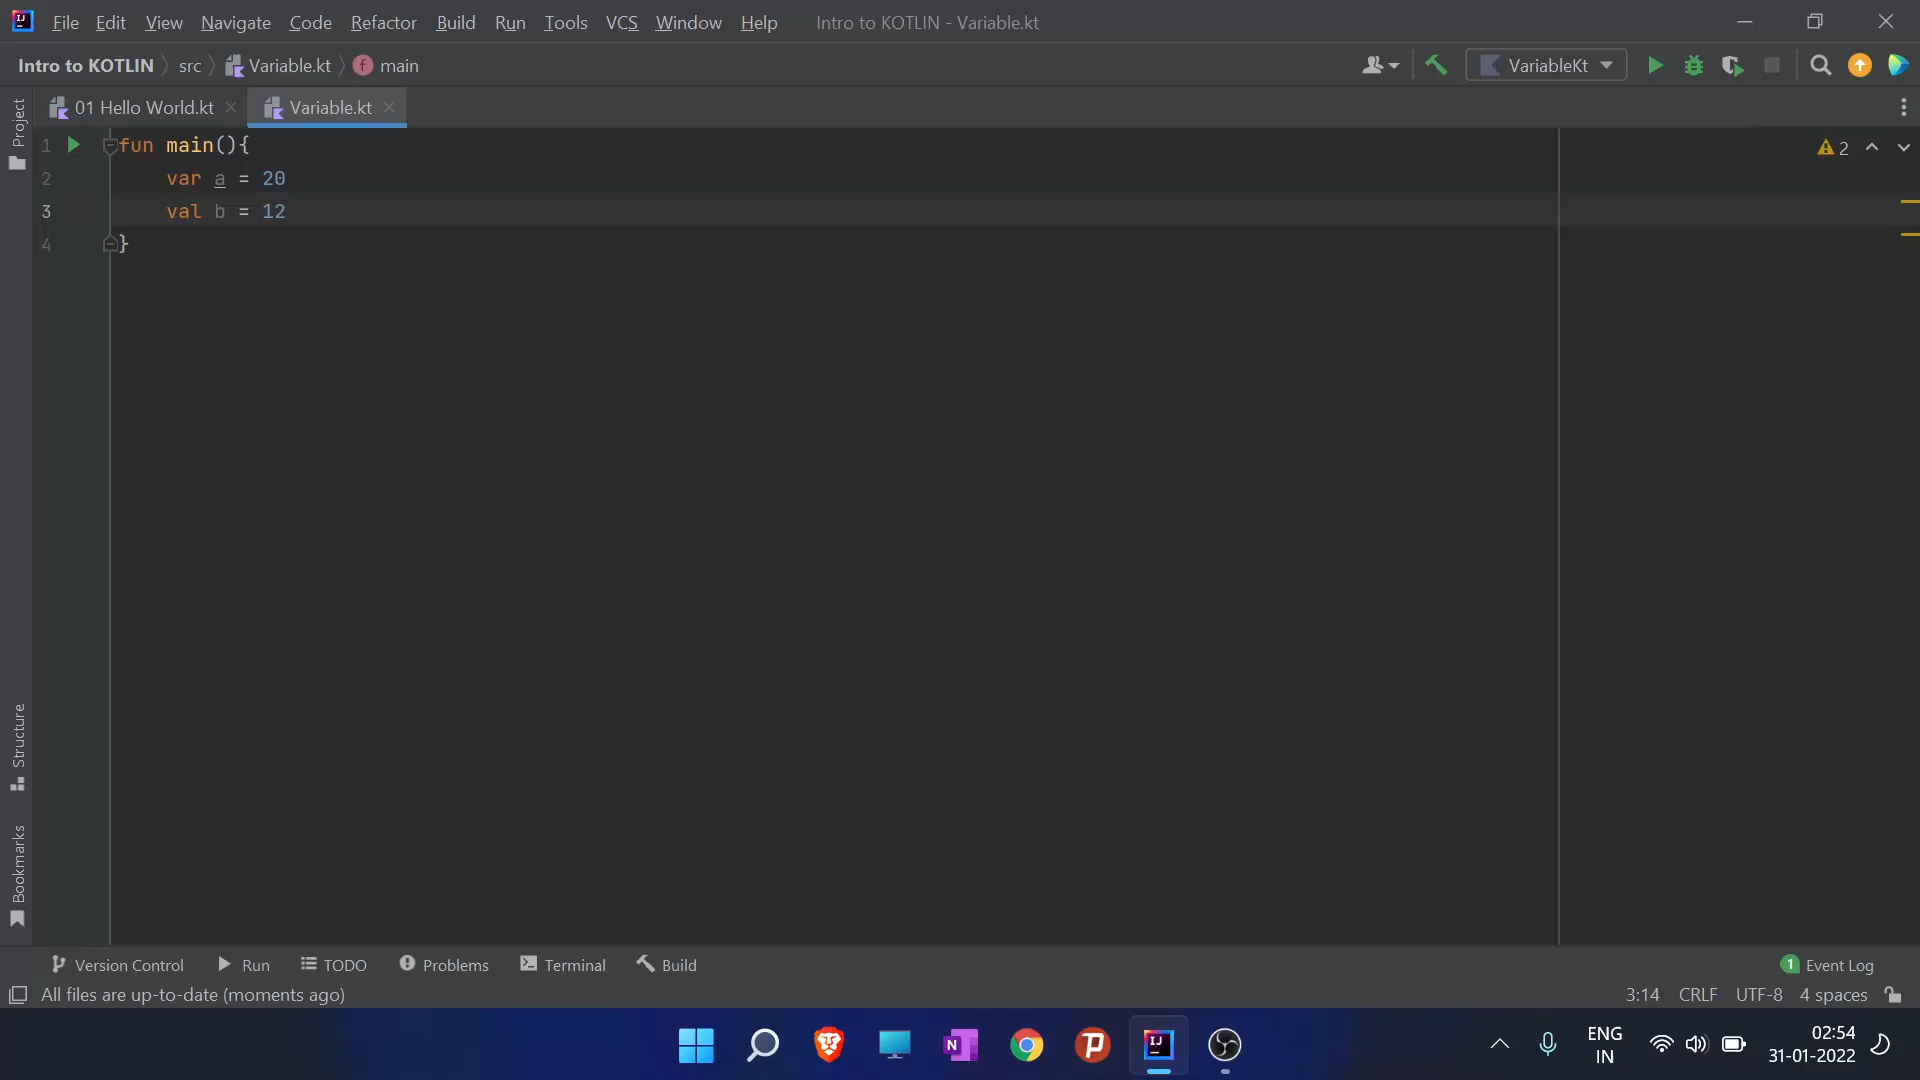 File Edit View Navigate Code Refactor Build Run Tools VCS Window Help Intro to KOTLIN - Variable.kt
Intro to KOTLIN src Variable.kt f main VariableKt
01 Hello World.kt Variable.kt
Project
1 fun main(){
2 var a = 20
3 val b = 12
4 }
2
Structure
Bookmarks
Version Control Run TODO Problems Terminal Build 1 Event Log
All files are up-to-date (moments ago) 3:14 CRLF UTF-8 4 spaces
ENG
IN
02:54
31-01-2022